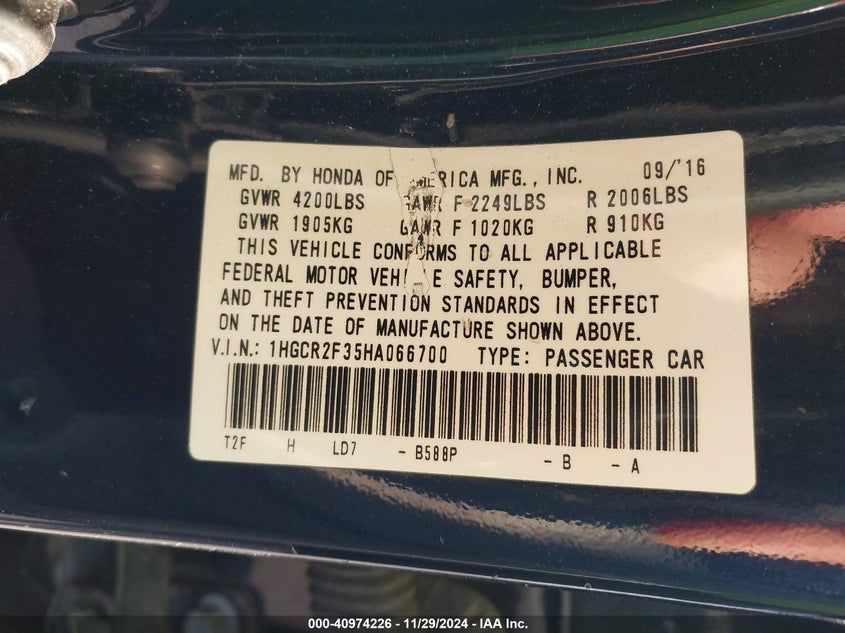 MFD. BY HONDA OF AMERICA MFG., INC. 09/'16
GVWR 4200LBS GAWR F 2249LBS R 2006LBS
GVWR 1905KG GAWR F 1020KG R 910KG
THIS VEHICLE CONFORMS TO ALL APPLICABLE
FEDERAL MOTOR VEHICLE SAFETY, BUMPER,
AND THEFT PREVENTION STANDARDS IN EFFECT
ON THE DATE OF MANUFACTURE SHOWN ABOVE.
V.I.N.: 1HGCR2F35HA066700 TYPE: PASSENGER CAR
T2F H LD7 - B588P - B - A
000-40974226 - 11/29/2024 - IAA Inc.